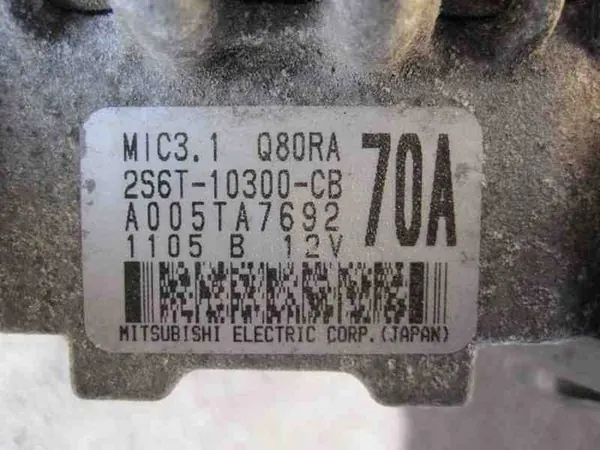 MIC3.1 Q80RA 70A
2S6T-10300-CB
A005TA7692
1105 B 12V
MITSUBISHI ELECTRIC CORP.(JAPAN)